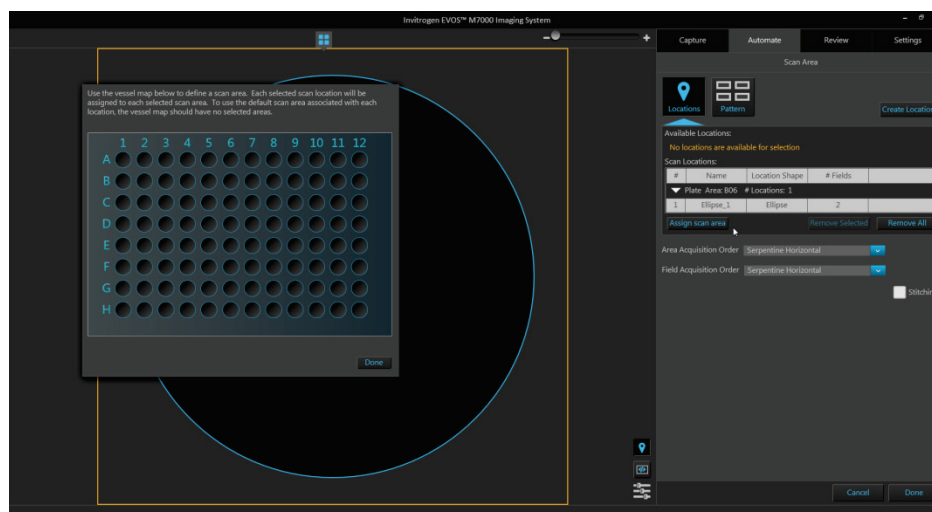 Invitrogen EVOS™ M7000 Imaging System
Capture Automate Review Settings
Scan Area
Locations Pattern
Create Location
Available Locations:
No locations are available for selection
Scan Locations:
# Name Location Shape # Fields
Plate Area: B06 # Locations: 1
1 Ellipse_1 Ellipse 2
Assign scan area Remove Selected Remove All
Area Acquisition Order Serpentine Horizontal
Field Acquisition Order Serpentine Horizontal
Stitchin
Cancel Done
Use the vessel map below to define a scan area. Each selected scan location will be
assigned to each selected scan area. To use the default scan area associated with each
location, the vessel map should have no selected areas.
1 2 3 4 5 6 7 8 9 10 11 12
A
B
C
D
E
F
G
H
Done